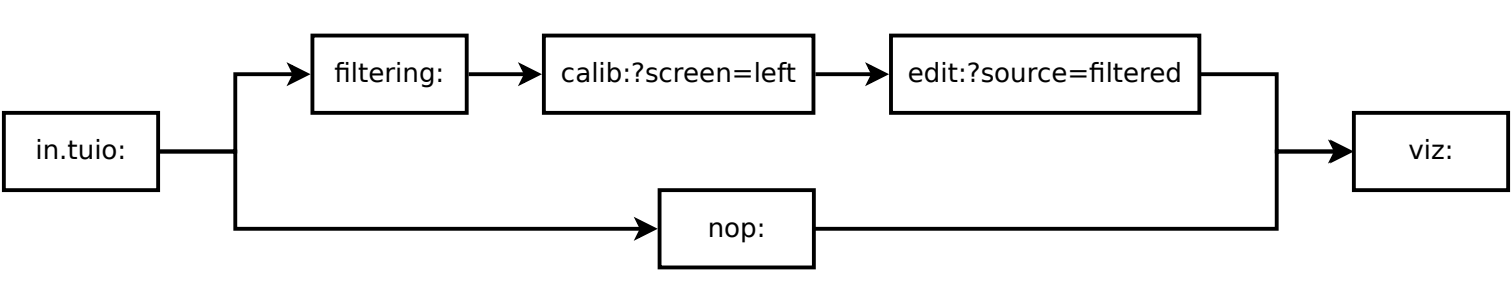 filtering:
calib:?screen=left
edit:?source=filtered
in.tuio:
viz:
nop: